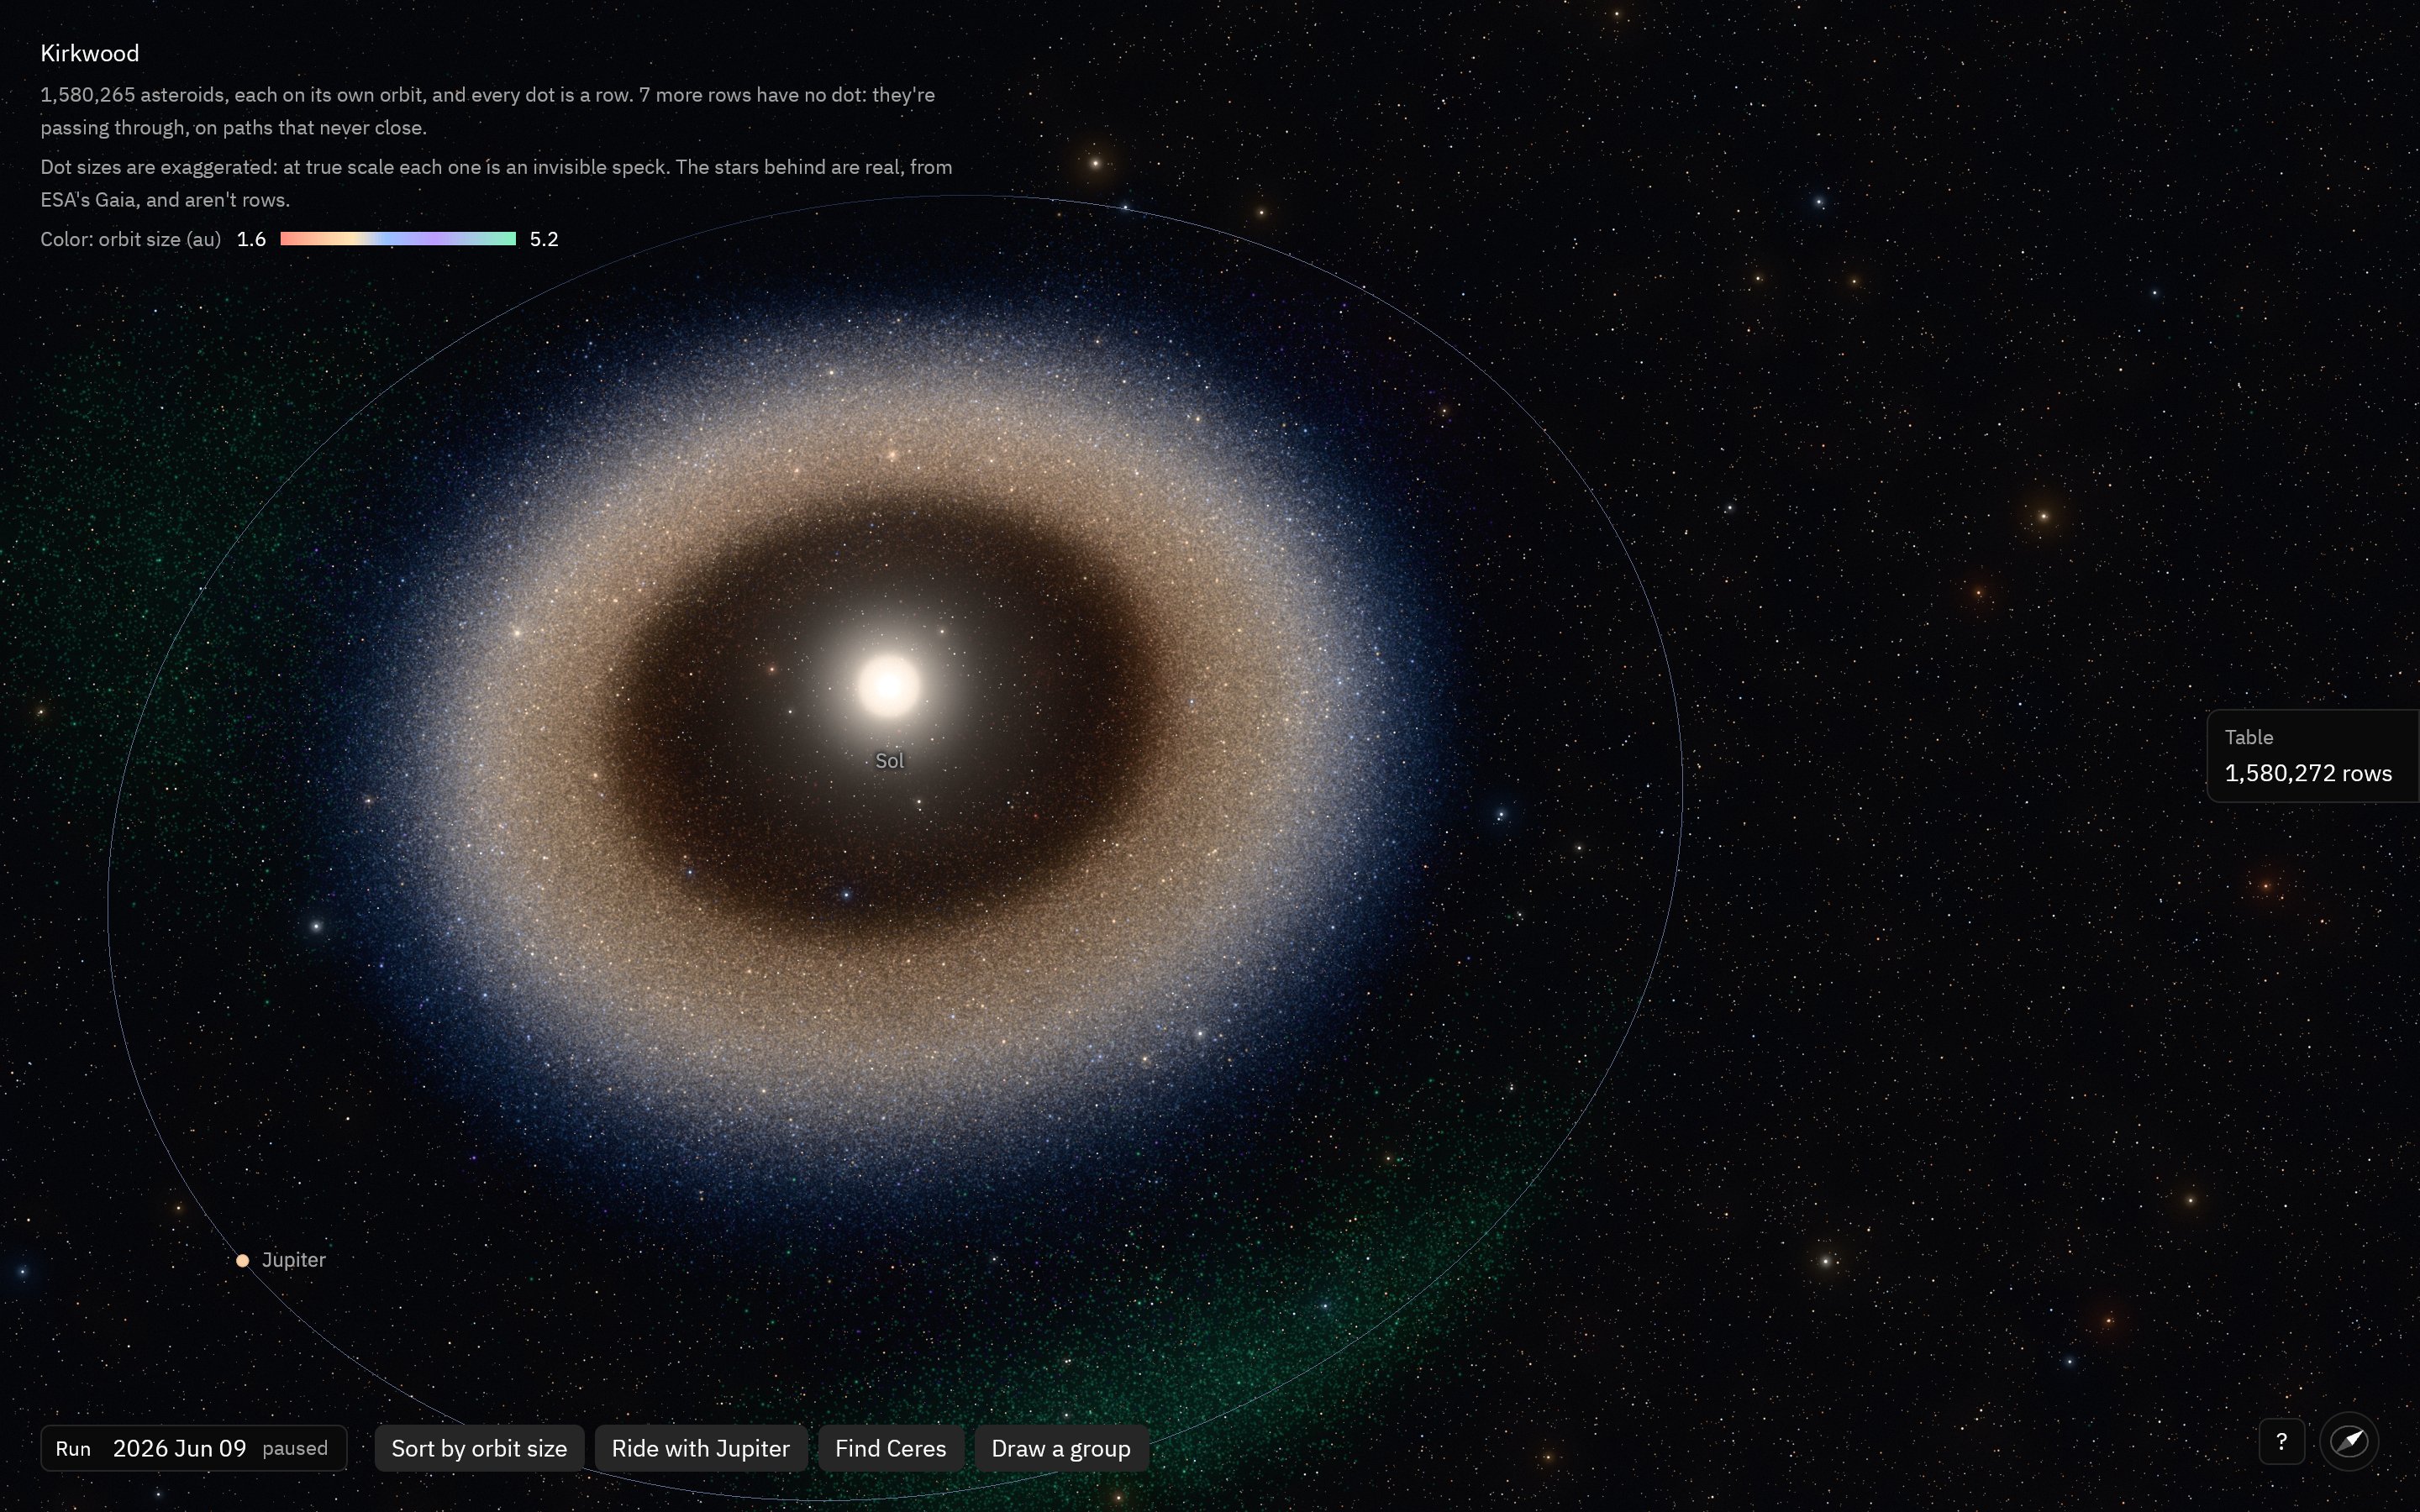 Kirkwood
1,580,265 asteroids, each on its own orbit, and every dot is a row. 7 more rows have no dot: they're
passing through, on paths that never close.
Dot sizes are exaggerated: at true scale each one is an invisible speck. The stars behind are real, from
ESA's Gaia, and aren't rows.
Color: orbit size (au) 1.6 5.2
Sol
Table
1,580,272 rows
Jupiter
Run 2026 Jun 09 paused Sort by orbit size Ride with Jupiter Find Ceres Draw a group ?